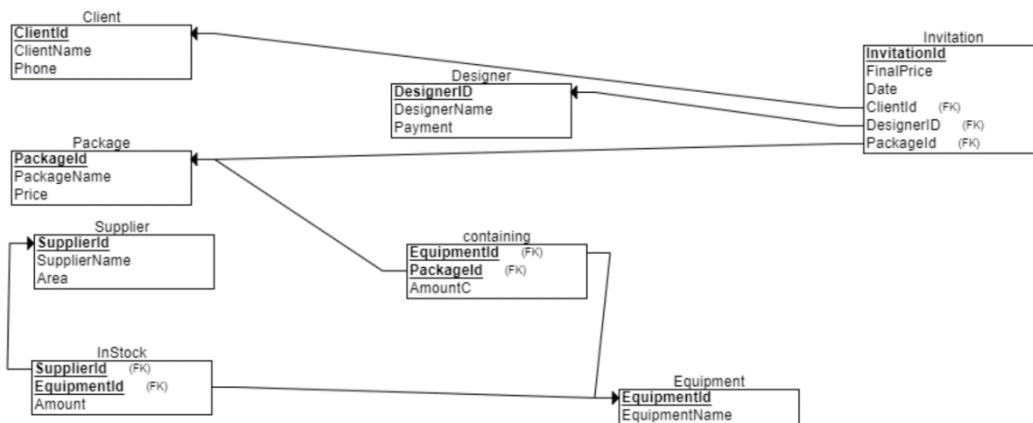 Client
ClientId
ClientName
Phone
Designer
DesignerID
DesignerName
Payment
Invitation
InvitationId
FinalPrice
Date
ClientId (FK)
DesignerID (FK)
PackageId (FK)
Package
PackageId
PackageName
Price
Supplier
SupplierId
SupplierName
Area
containing
EquipmentId (FK)
PackageId (FK)
AmountC
InStock
SupplierId (FK)
EquipmentId (FK)
Amount
Equipment
EquipmentId
EquipmentName